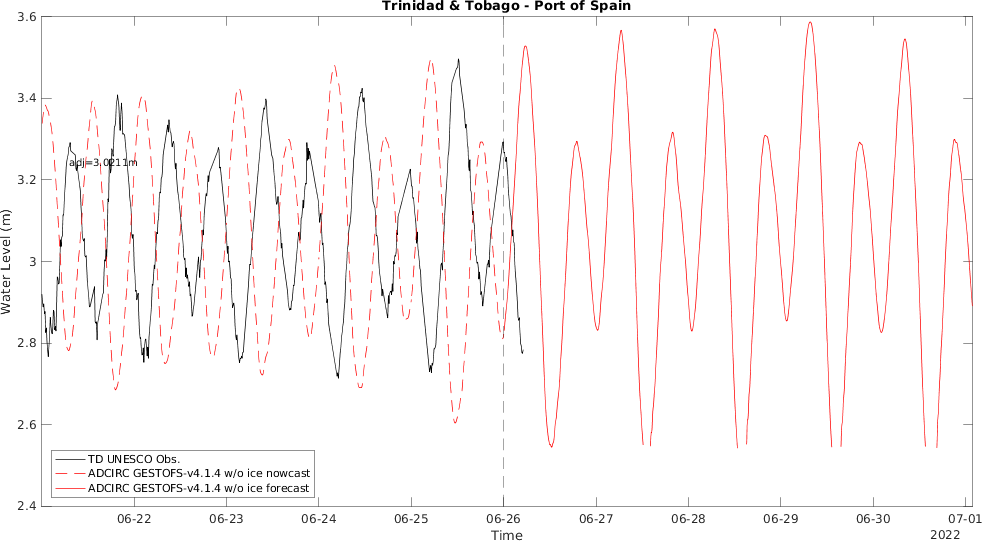 Trinidad & Tobago - Port of Spain
3.6
3.4
3.2
3
2.8
2.6
2.4
Water Level (m)
adj=3.0211m
TD UNESCO Obs.
ADCIRC GESTOFS-v4.1.4 w/o ice nowcast
ADCIRC GESTOFS-v4.1.4 w/o ice forecast
06-22 06-23 06-24 06-25 06-26 06-27 06-28 06-29 06-30 07-01
Time
2022